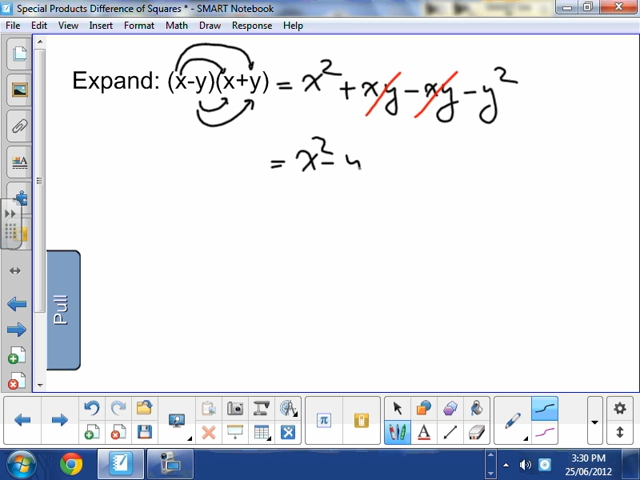 Special Products Difference of Squares * - SMART Notebook
File Edit View Insert Format Tools Math Draw Response Help
Expand: (x-y)(x+y) = x² + xy - xy - y²
= x² -
Pull
π
A
A
3:30 PM
25/06/2012